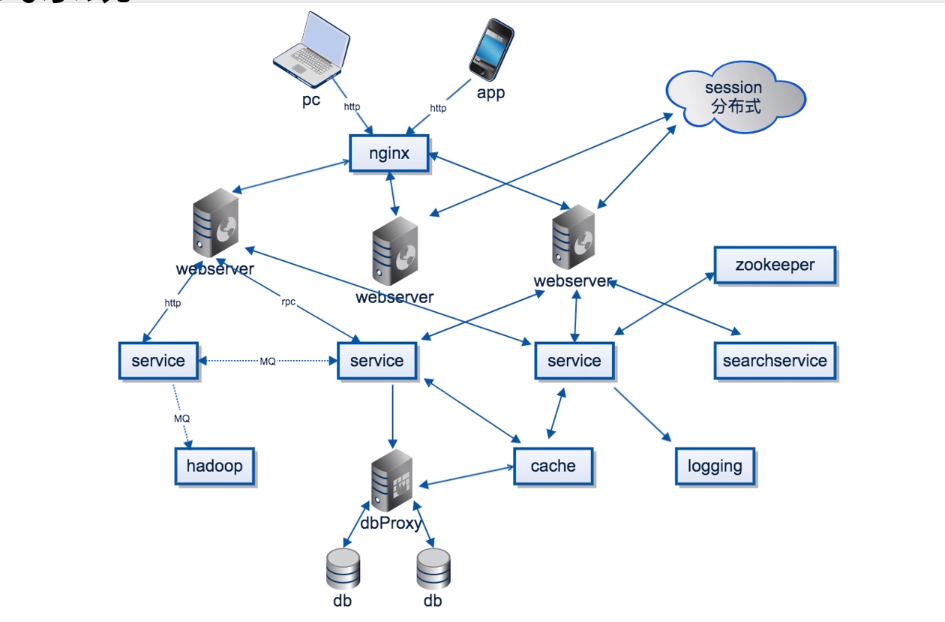 pc
app
session
分布式
http
http
nginx
webserver
webserver
webserver
zookeeper
http
rpc
service
MQ
service
service
searchservice
MQ
hadoop
cache
logging
dbProxy
db
db